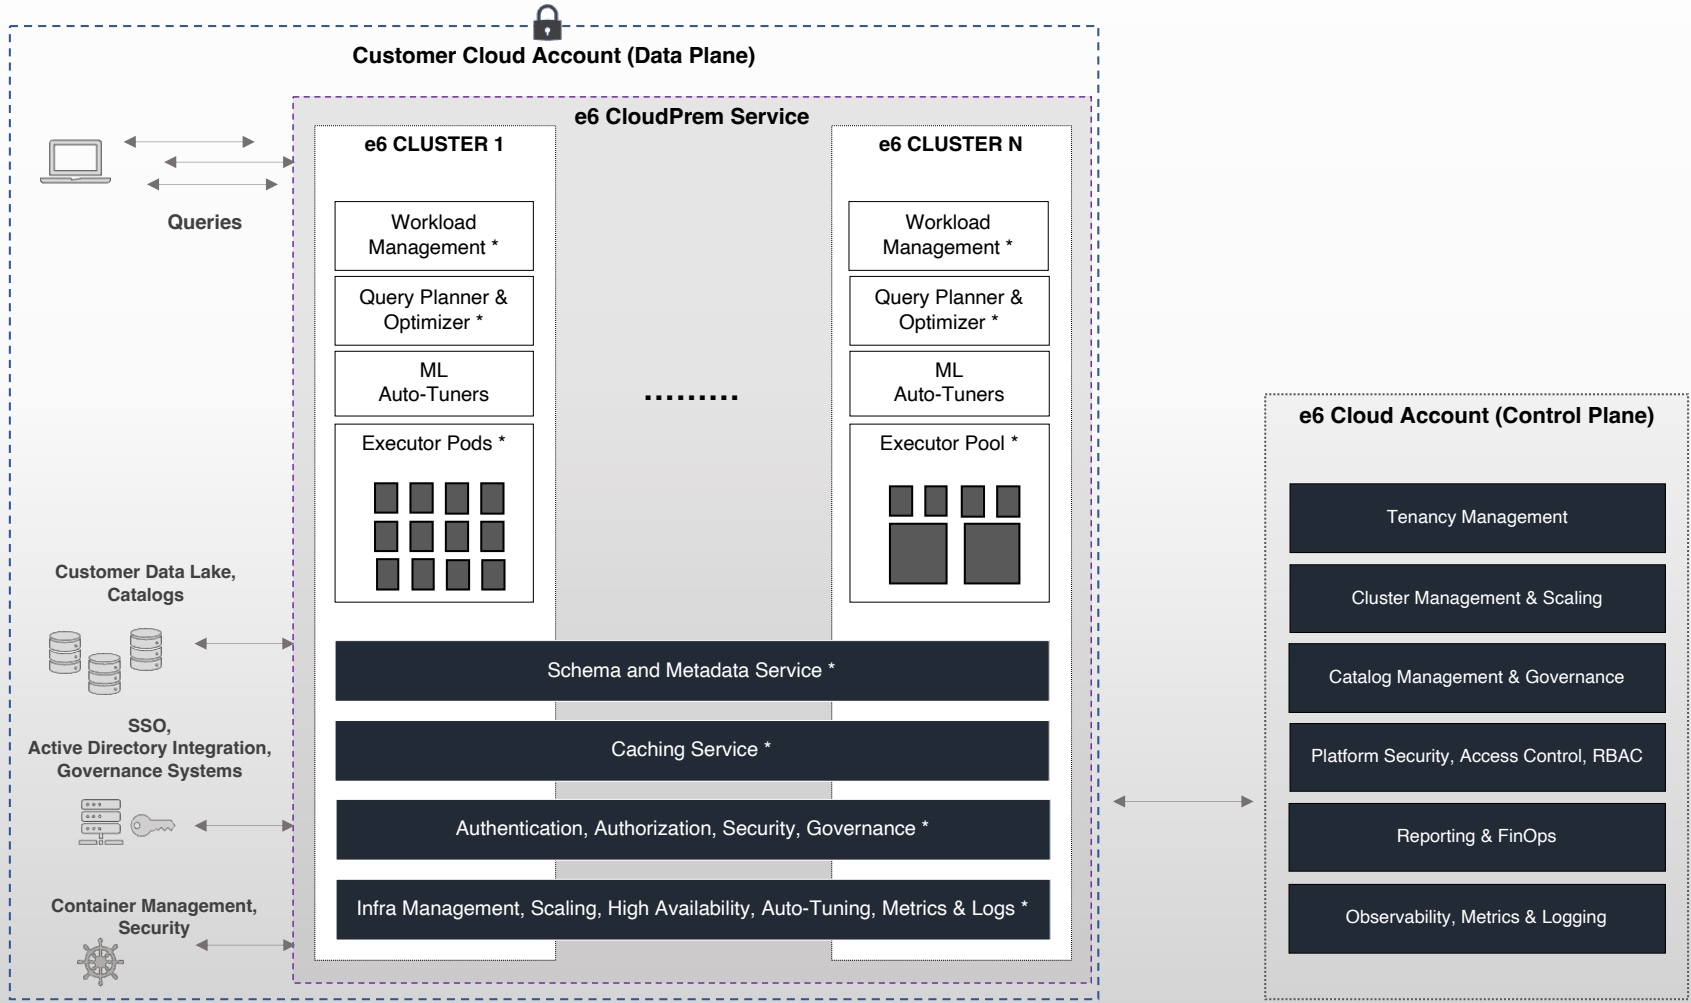 Customer Cloud Account (Data Plane)
e6 CloudPrem Service
e6 CLUSTER 1
e6 CLUSTER N
Queries
Workload
Management *
Query Planner &
Optimizer *
ML
Auto-Tuners
Executor Pods *
.........
Workload
Management *
Query Planner &
Optimizer *
ML
Auto-Tuners
Executor Pool *
Customer Data Lake,
Catalogs
SSO,
Active Directory Integration,
Governance Systems
Container Management,
Security
Schema and Metadata Service *
Caching Service *
Authentication, Authorization, Security, Governance *
Infra Management, Scaling, High Availability, Auto-Tuning, Metrics & Logs *
e6 Cloud Account (Control Plane)
Tenancy Management
Cluster Management & Scaling
Catalog Management & Governance
Platform Security, Access Control, RBAC
Reporting & FinOps
Observability, Metrics & Logging